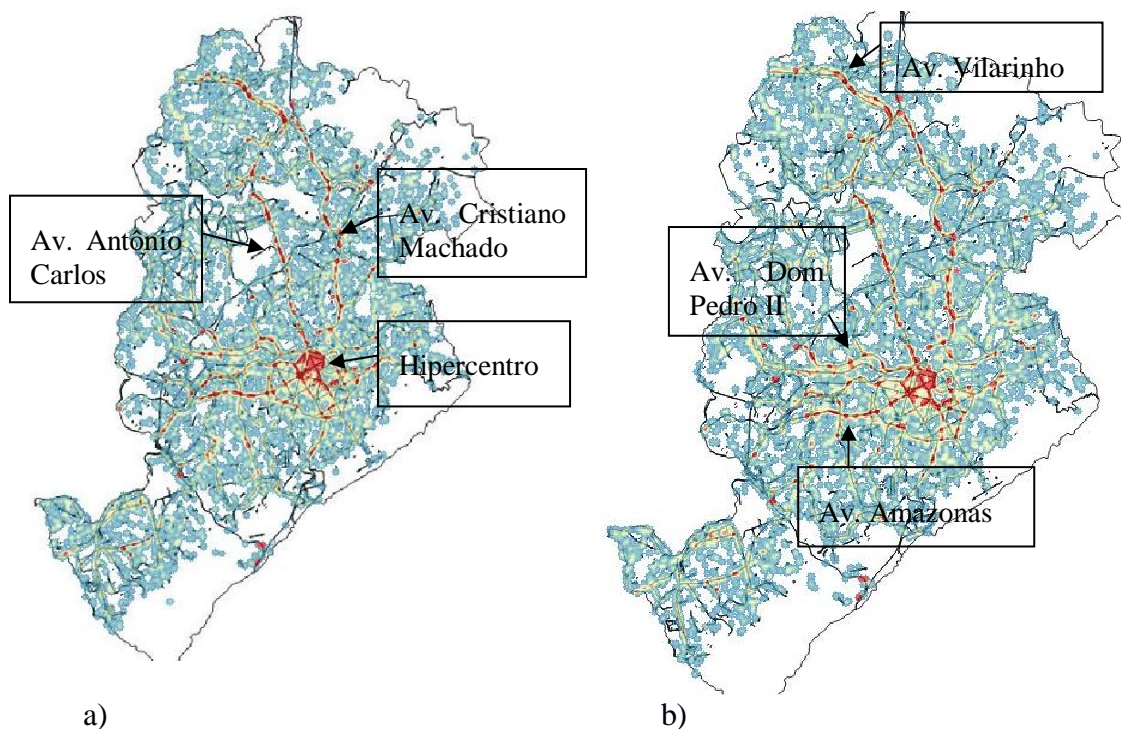 Av. Vilarinho
Av. Antônio
Carlos
Av. Cristiano
Machado
Av. Dom
Pedro II
Hipercentro
Av. Amazonas
a)
b)